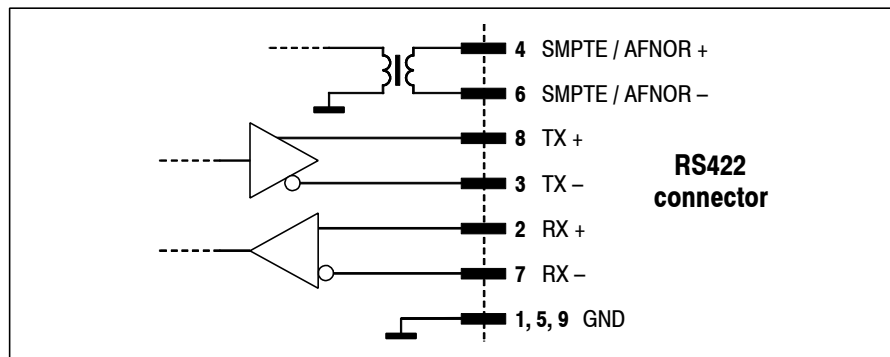 4 SMPTE / AFNOR +
6 SMPTE / AFNOR –
8 TX +
3 TX –
2 RX +
7 RX –
1, 5, 9 GND
RS422
connector